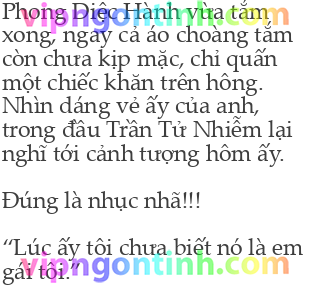 Phong Diệc Hành vừa tắm
vipngontinh.com
xong, ngay cả áo choàng tắm
còn chưa kịp mặc, chỉ quấn
một chiếc khăn trên hông.
Nhìn dáng vẻ ấy của anh,
trong đầu Trần Tử Nhiễm lại
nghĩ tới cảnh tượng hôm ấy.
Đúng là nhục nhã!!!
“Lúc ấy tôi chưa biết nó là em
gái tôi.”
vipngontinh.com